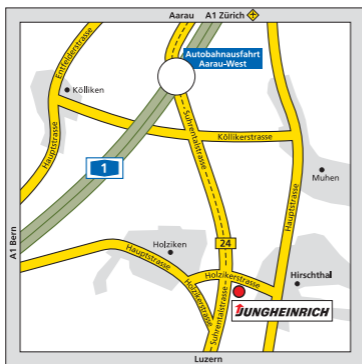 Aarau
A1 Zürich
Autobahnausfahrt
Aarau-West
Entfelderstrasse
Kölliken
Hauptstrasse
Suhrentalstrasse
Köllikerstrasse
1
Muhen
Hauptstrasse
A1 Bern
Holziken
24
Hauptstrasse
Holzikerstrasse
Holzikerstrasse
Suhrentalstrasse
Hirschthal
JUNGHEINRICH
Luzern